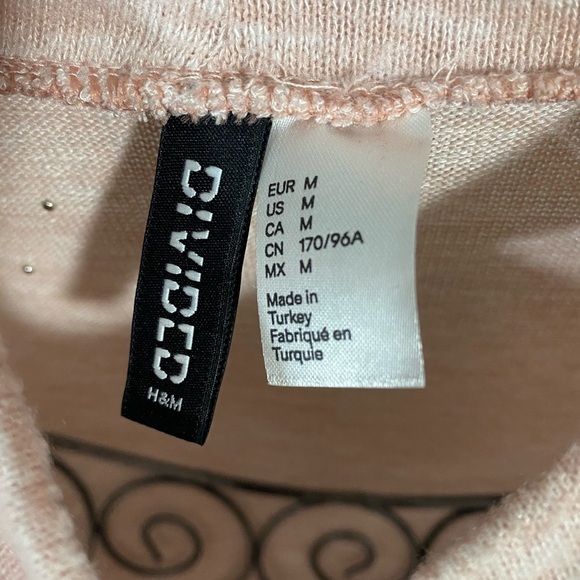 DIVIDED
H&M
EUR M
US M
CA M
CN 170/96A
MX M
Made in
Turkey
Fabriqué en
Turquie